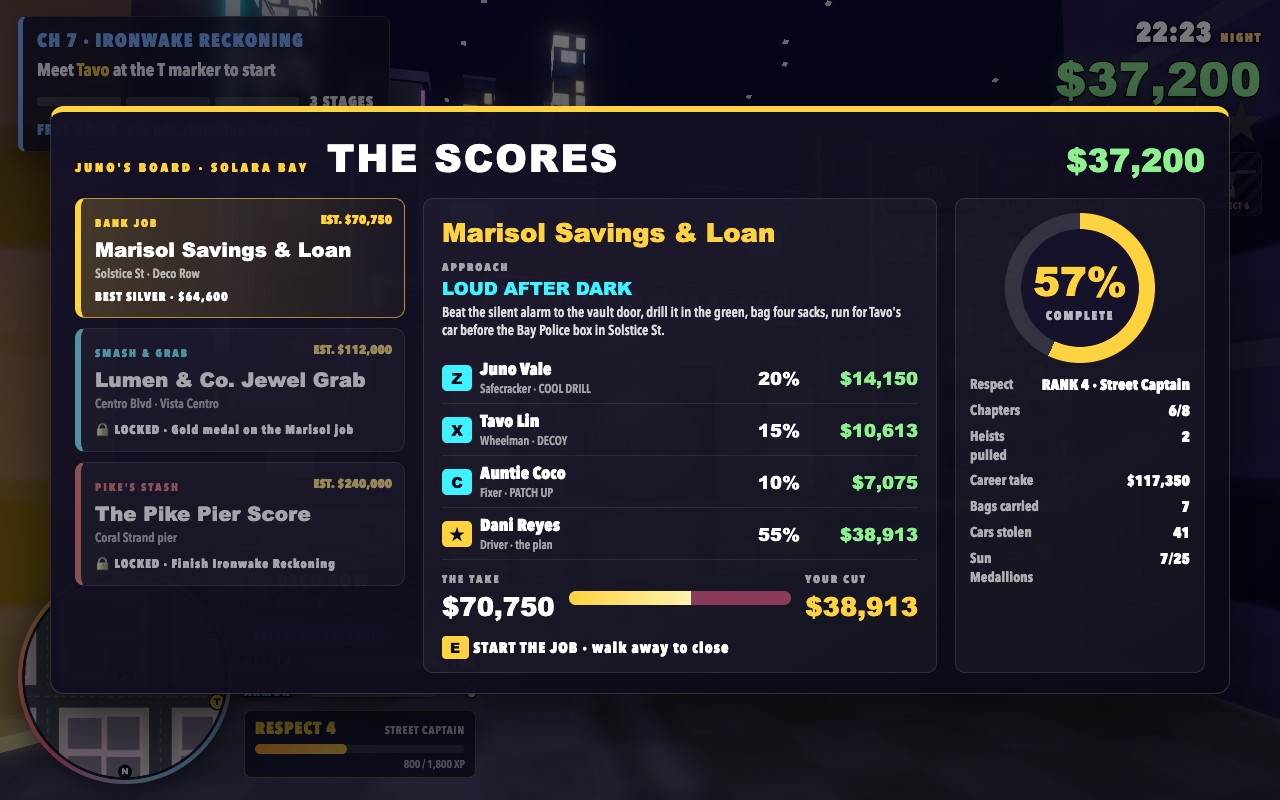 CH 7 · IRONWAKE RECKONING
Meet Tavo at the T marker to start
3 STAGES
22:23 NIGHT
$37,200
JUNO'S BOARD · SOLARA BAY
THE SCORES
$37,200
BANK JOB
EST. $70,750
Marisol Savings & Loan
Solstice St · Deco Row
BEST SILVER · $64,600
SMASH & GRAB
EST. $112,000
Lumen & Co. Jewel Grab
Centro Blvd · Vista Centro
LOCKED · Gold medal on the Marisol job
PIKE'S STASH
EST. $240,000
The Pike Pier Score
Coral Strand pier
LOCKED · Finish Ironwake Reckoning
Marisol Savings & Loan
APPROACH
LOUD AFTER DARK
Beat the silent alarm to the vault door, drill it in the green, bag four sacks, run for Tavo's
car before the Bay Police box in Solstice St.
Z Juno Vale 20% $14,150
Safecracker · COOL DRILL
X Tavo Lin 15% $10,613
Wheelman · DECOY
C Auntie Coco 10% $7,075
Fixer · PATCH UP
★ Dani Reyes 55% $38,913
Driver · the plan
THE TAKE
$70,750
YOUR CUT
$38,913
E START THE JOB · walk away to close
57%
COMPLETE
Respect RANK 4 · Street Captain
Chapters 6/8
Heists
pulled 2
Career take $117,350
Bags carried 7
Cars stolen 41
Sun
Medallions 7/25
T
N
RESPECT 4 STREET CAPTAIN
800 / 1,800 XP